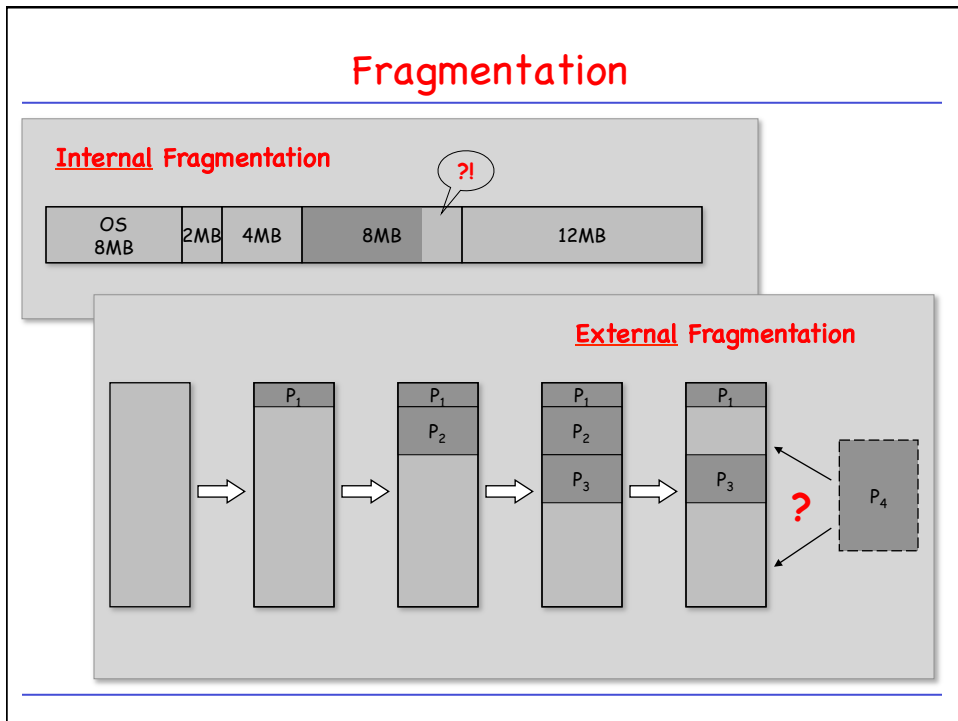 Fragmentation
Internal Fragmentation
?!
OS
8MB
2MB
4MB
8MB
12MB
External Fragmentation
P1
P1
P2
P1
P2
P3
P1
P3
?
P4